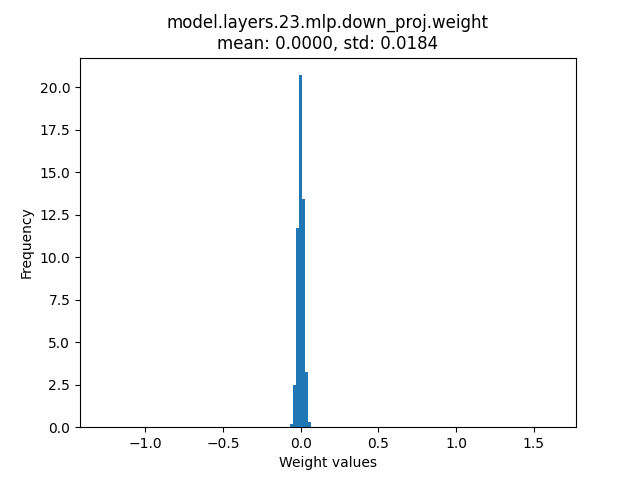 model.layers.23.mlp.down_proj.weight
mean: 0.0000, std: 0.0184
20.0
17.5
15.0
12.5
10.0
7.5
5.0
2.5
0.0
Frequency
−1.0 −0.5 0.0 0.5 1.0 1.5
Weight values